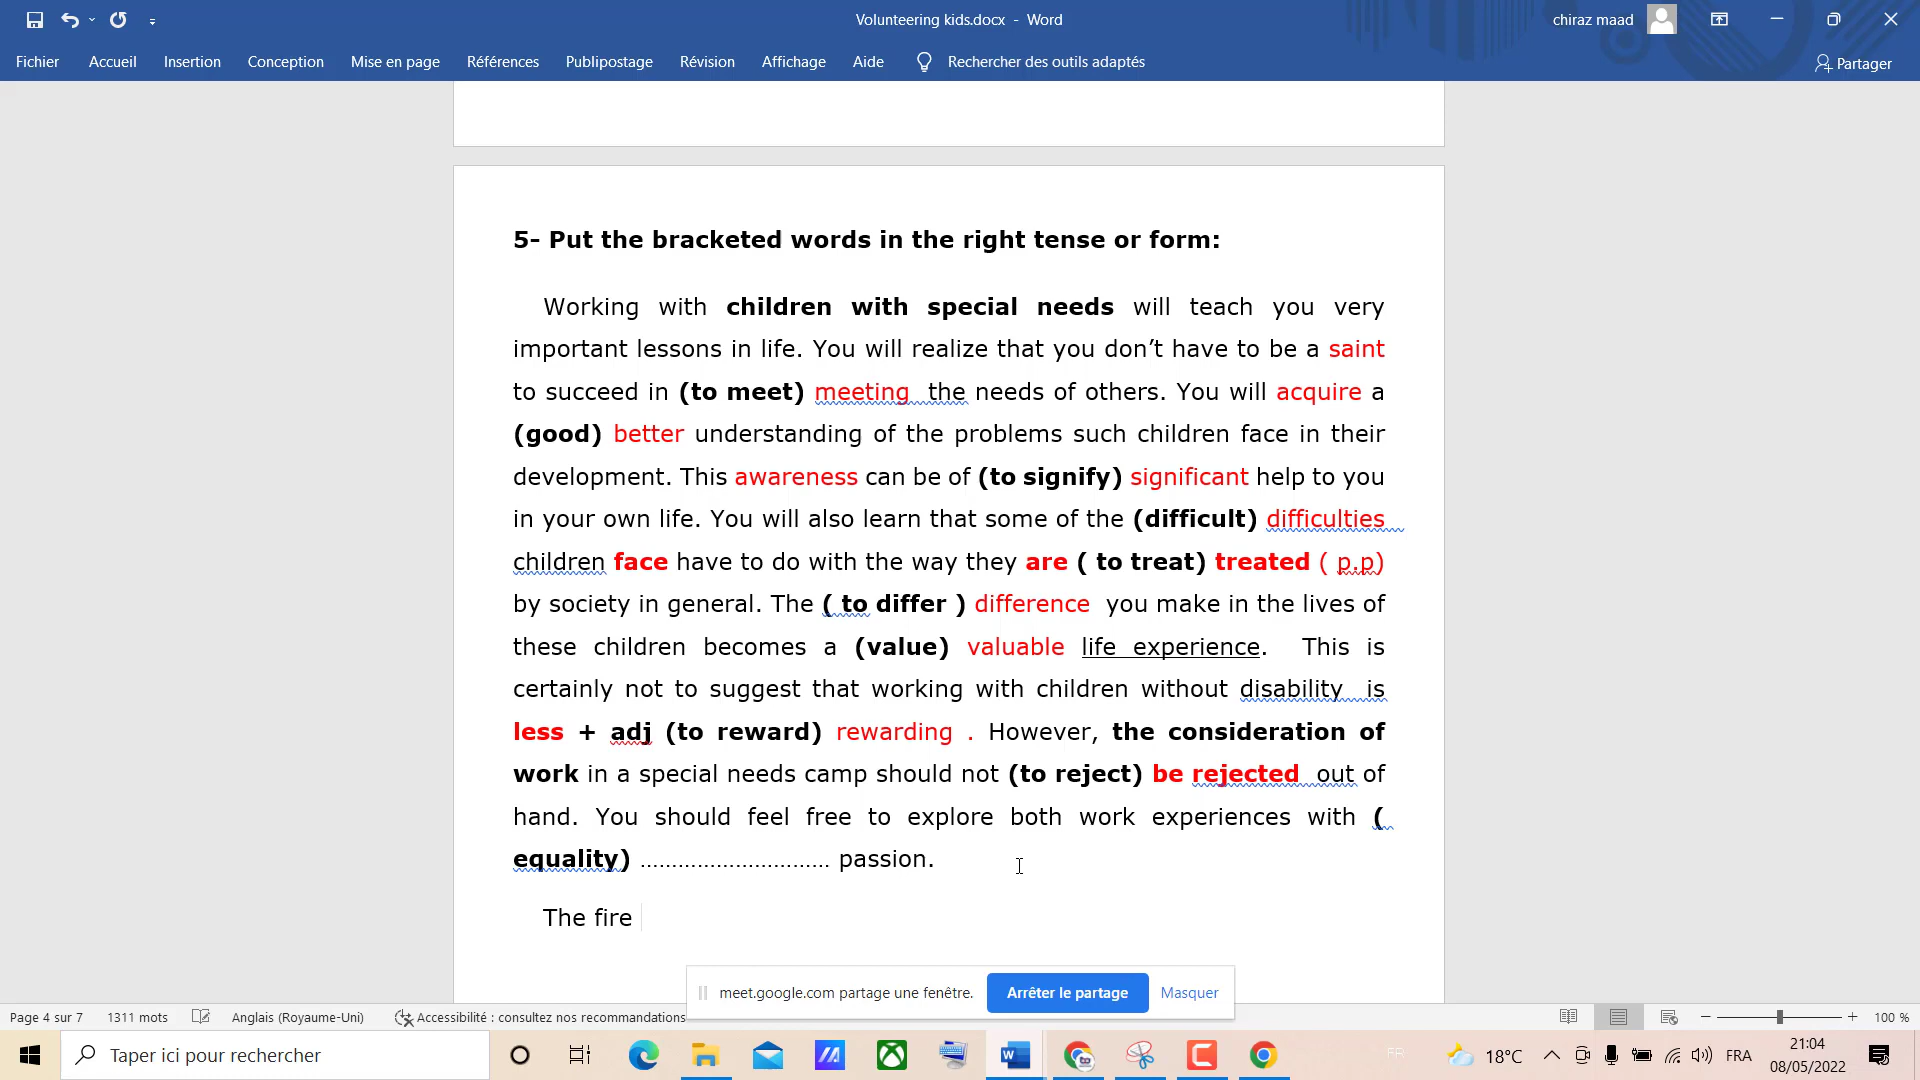 Volunteering kids.docx - Word
chiraz maad
Fichier Accueil Insertion Conception Mise en page Références Publipostage Révision Affichage Aide Rechercher des outils adaptés Partager
5- Put the bracketed words in the right tense or form:
Working with children with special needs will teach you very
important lessons in life. You will realize that you don’t have to be a saint
to succeed in (to meet) meeting the needs of others. You will acquire a
(good) better understanding of the problems such children face in their
development. This awareness can be of (to signify) significant help to you
in your own life. You will also learn that some of the (difficult) difficulties
children face have to do with the way they are ( to treat) treated ( p.p)
by society in general. The ( to differ ) difference you make in the lives of
these children becomes a (value) valuable life experience. This is
certainly not to suggest that working with children without disability is
less + adj (to reward) rewarding . However, the consideration of
work in a special needs camp should not (to reject) be rejected out of
hand. You should feel free to explore both work experiences with (
equality) ………………………… passion.
The fire
meet.google.com partage une fenêtre. Arrêter le partage Masquer
Page 4 sur 7 1311 mots Anglais (Royaume-Uni) Accessibilité : consultez nos recommandations 100 %
Taper ici pour rechercher
FR
18°C
FRA
21:04
08/05/2022